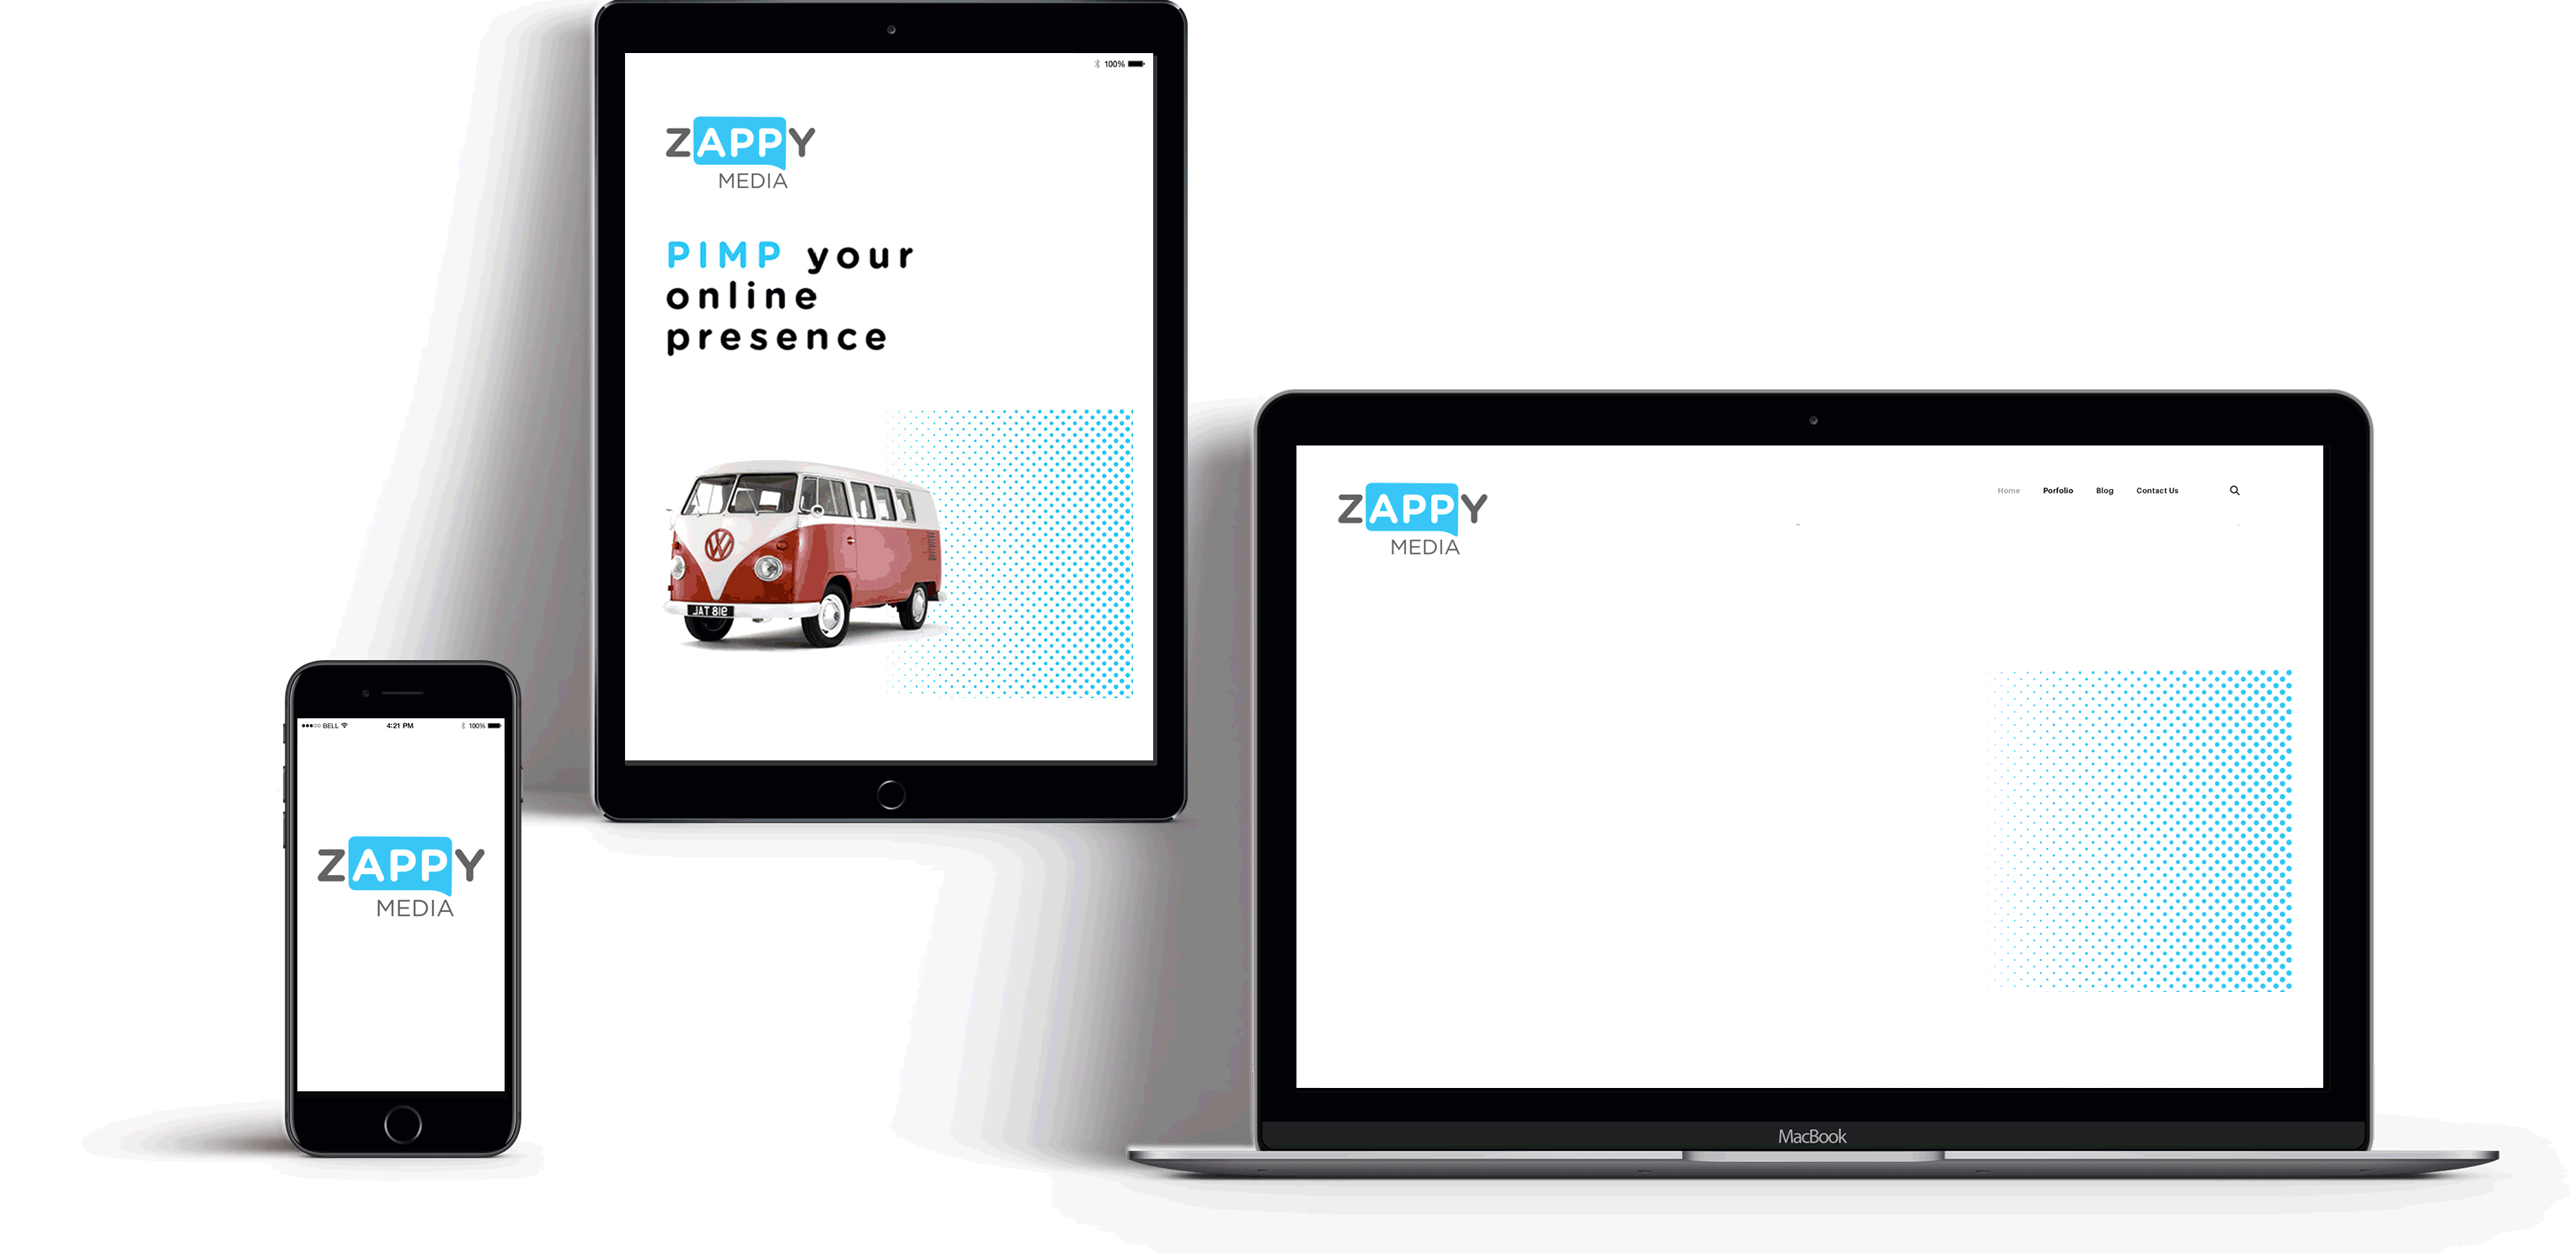 100%
ZAPPY
MEDIA
PIMP your
online
presence
JAT 81G
BELL 4:21 PM 100%
ZAPPY
MEDIA
ZAPPY
MEDIA
Home Porfolio Blog Contact Us
MacBook